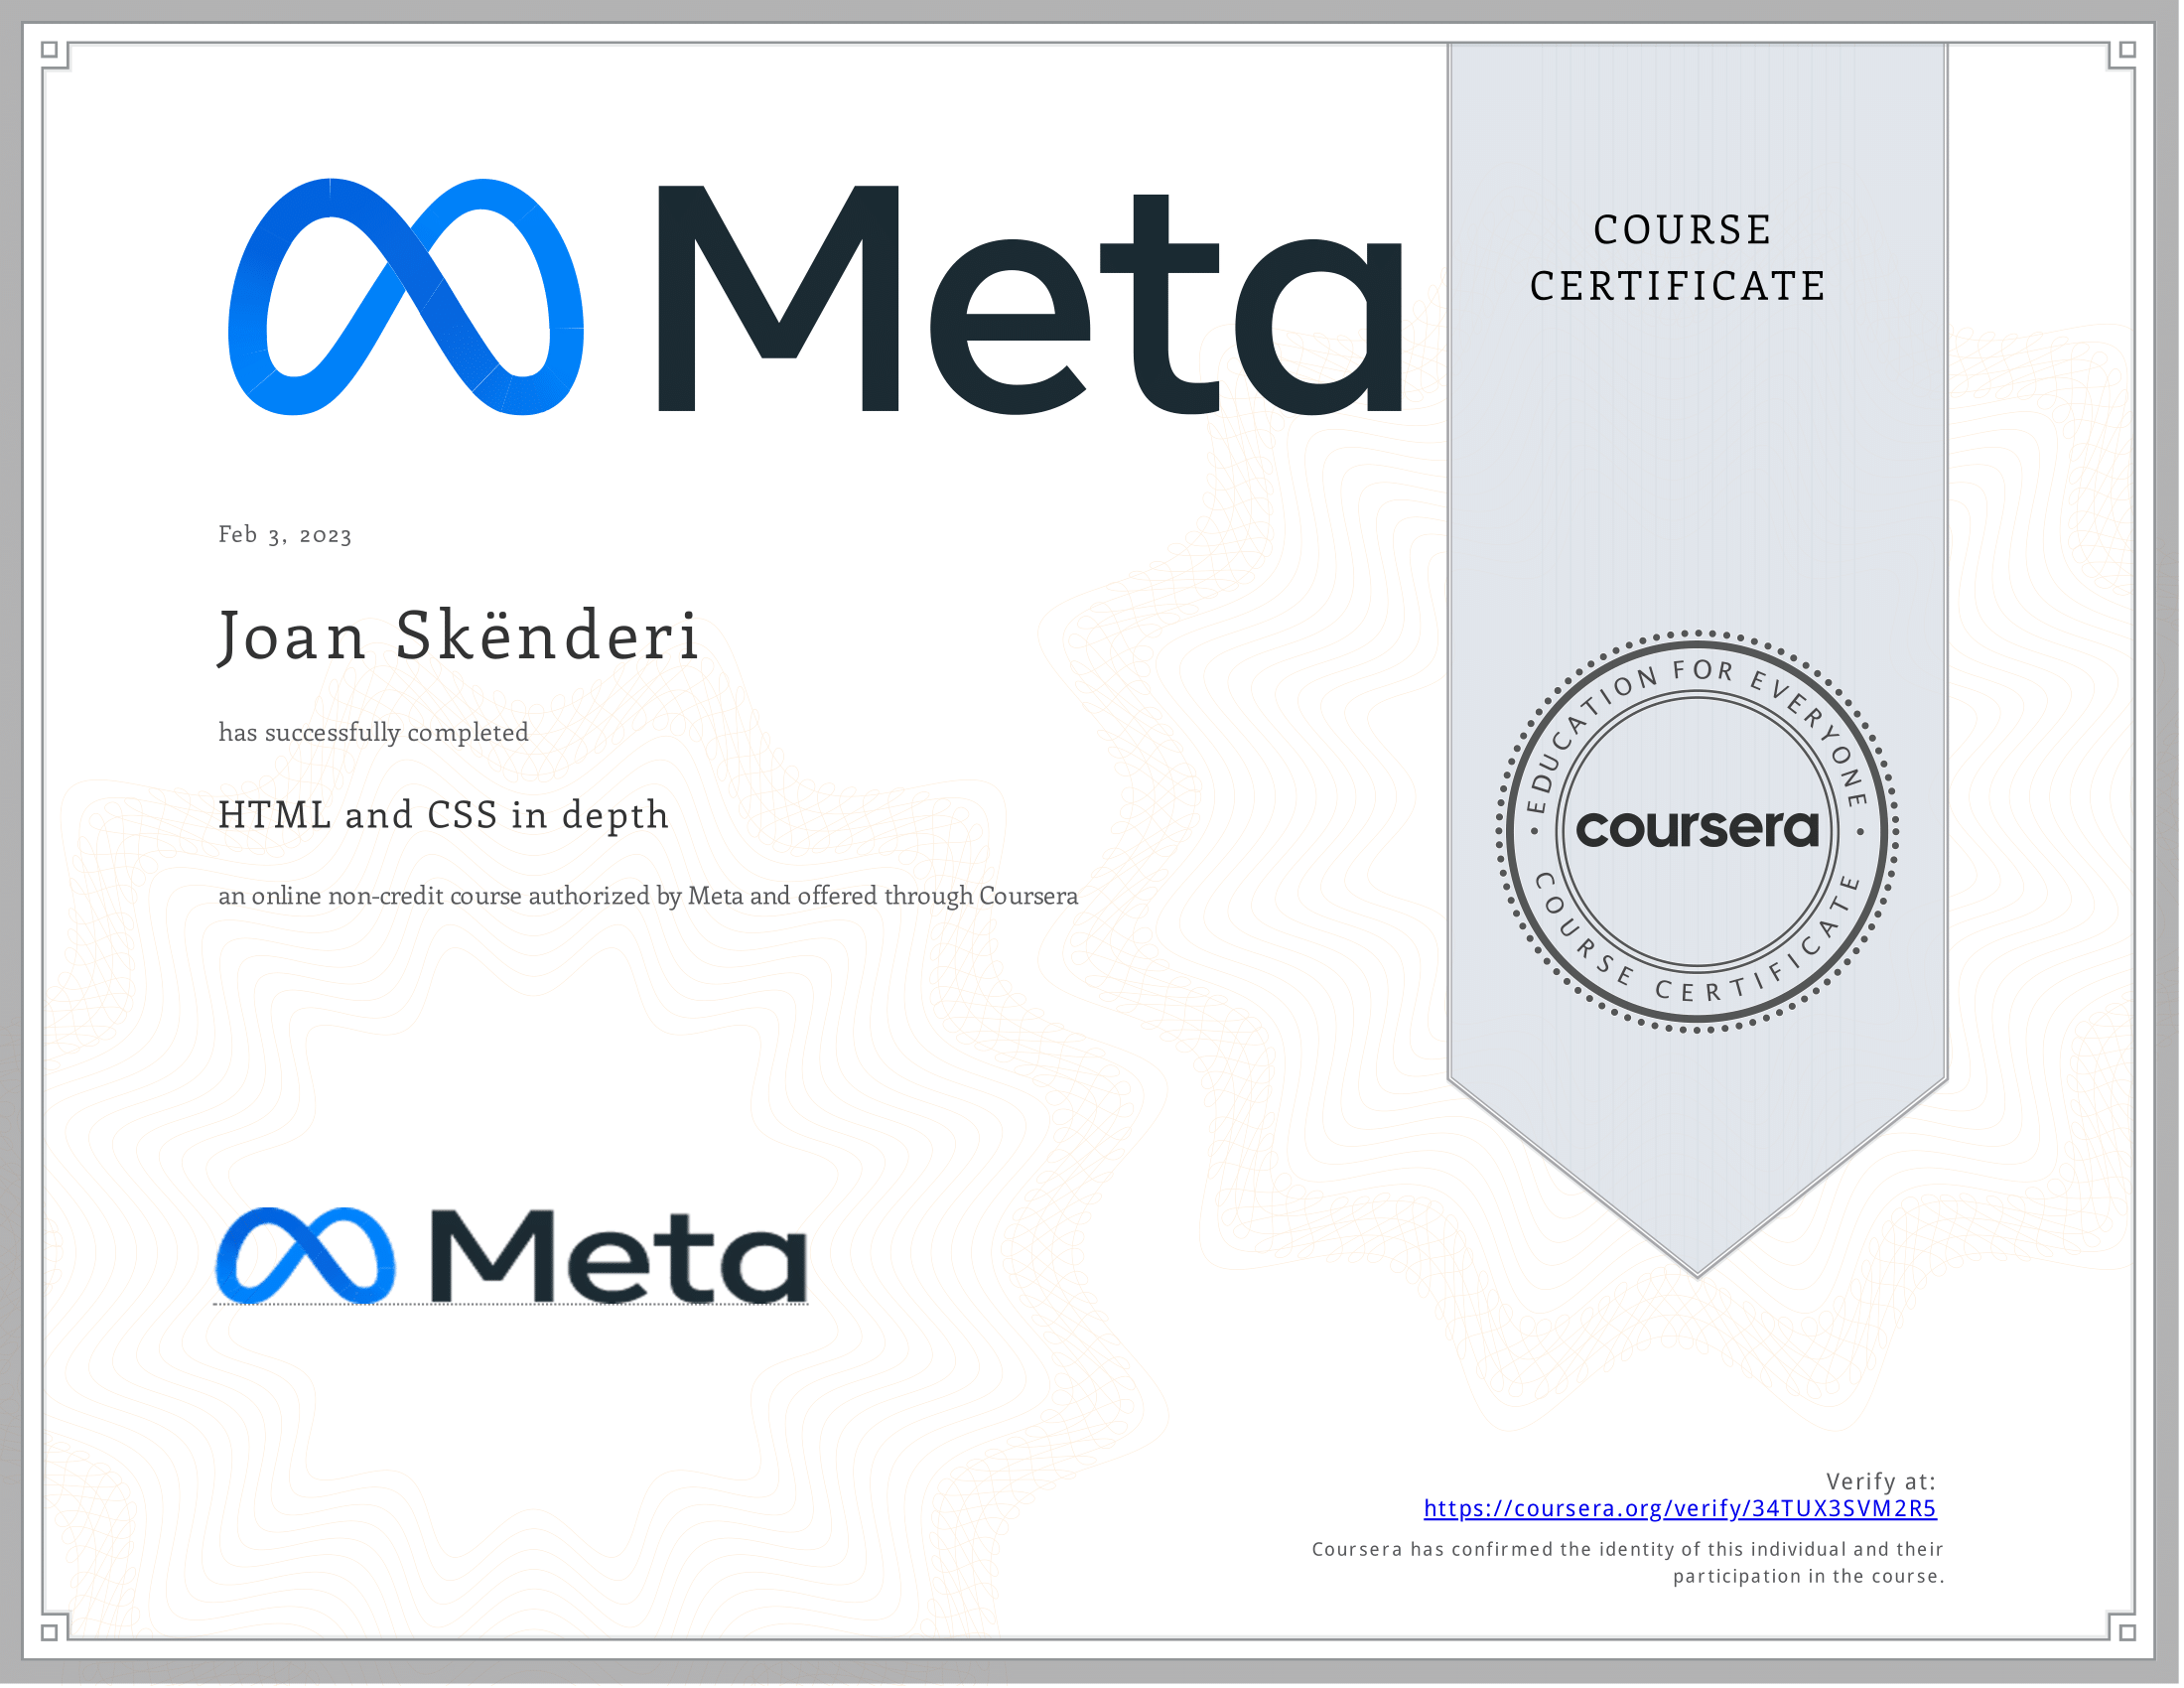 Meta
COURSE
CERTIFICATE
Feb 3, 2023
Joan Skënderi
has successfully completed
HTML and CSS in depth
an online non-credit course authorized by Meta and offered through Coursera
EDUCATION FOR EVERYONE
coursera
COURSE CERTIFICATE
Meta
Verify at:
https://coursera.org/verify/34TUX3SVM2R5
Coursera has confirmed the identity of this individual and their
participation in the course.